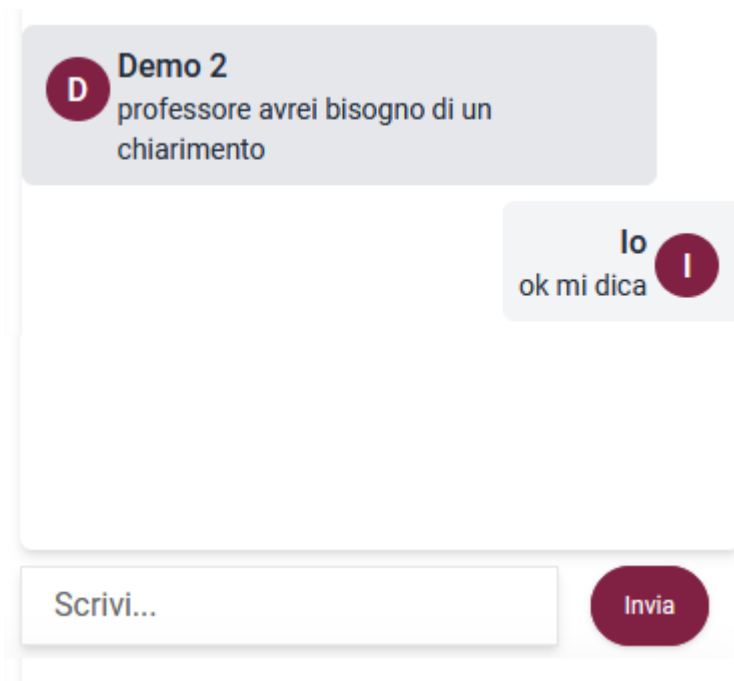 Demo 2
D
professore avrei bisogno di un
chiarimento
Io
I
ok mi dica
Scrivi...
Invia